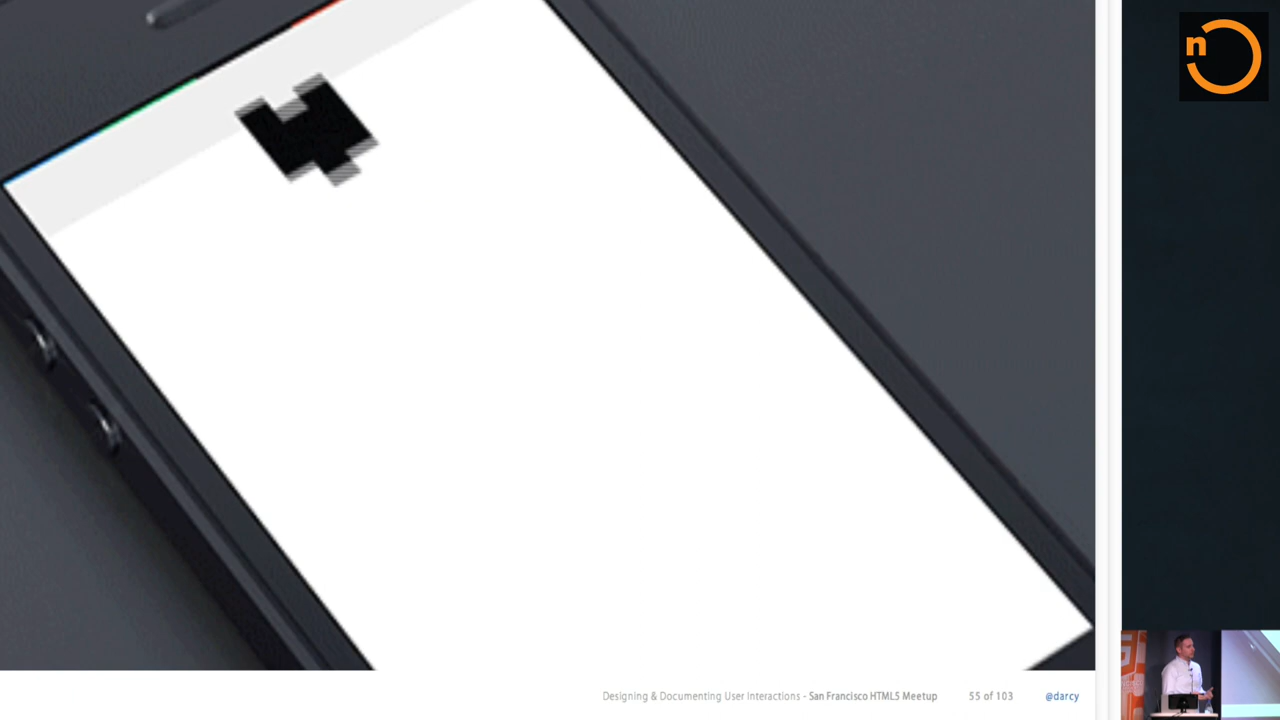 n
Designing & Documenting User Interactions - San Francisco HTML5 Meetup 55 of 103 @darcy